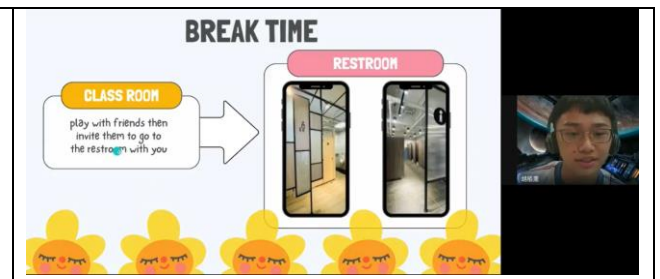 BREAK TIME
CLASS ROOM
play with friends then
invite them to go to
the restroom with you
RESTROOM